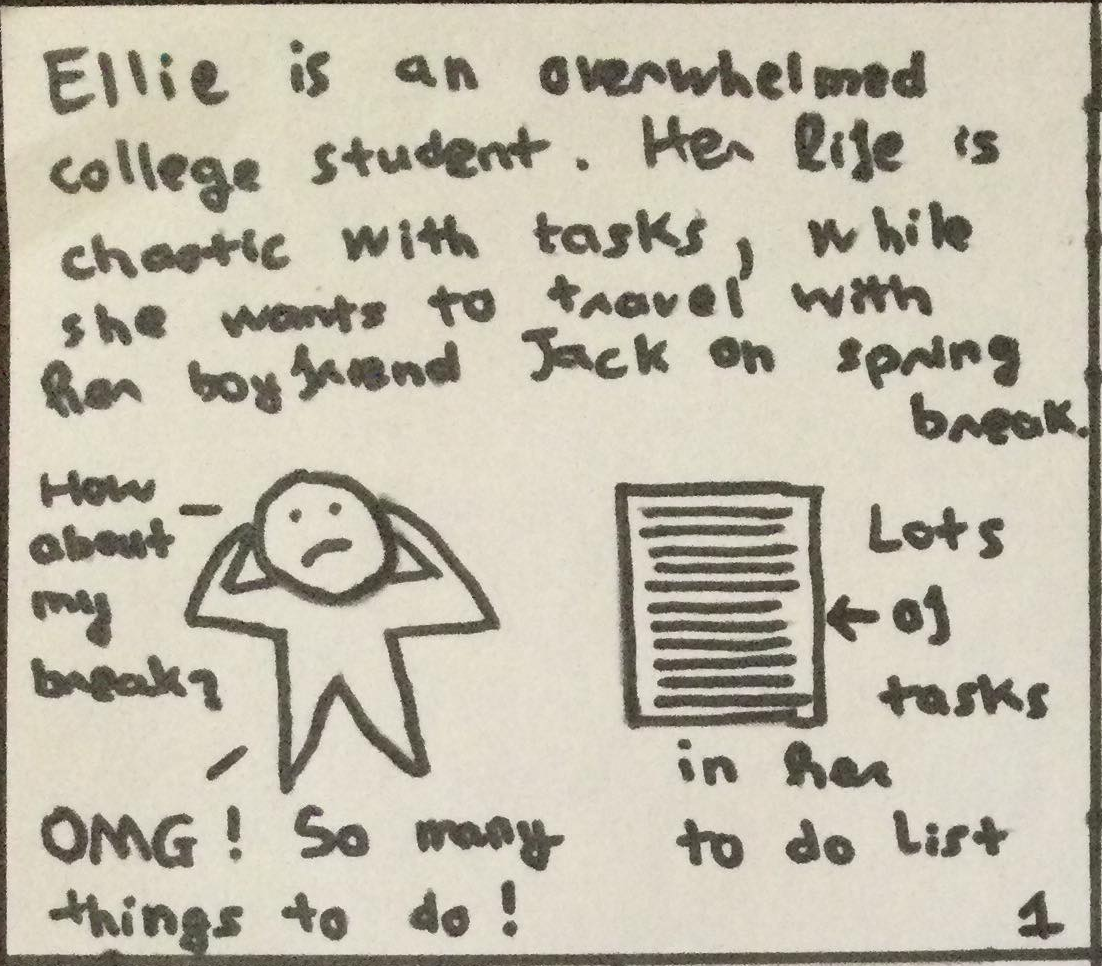 Ellie is an overwhelmed
college student. Her life is
chaotic with tasks, while
she wants to travel with
her boyfriend Jack on spring
break.
How
about
my
break?
OMG! So many
things to do!
Lots
of
tasks
in her
to do list
1